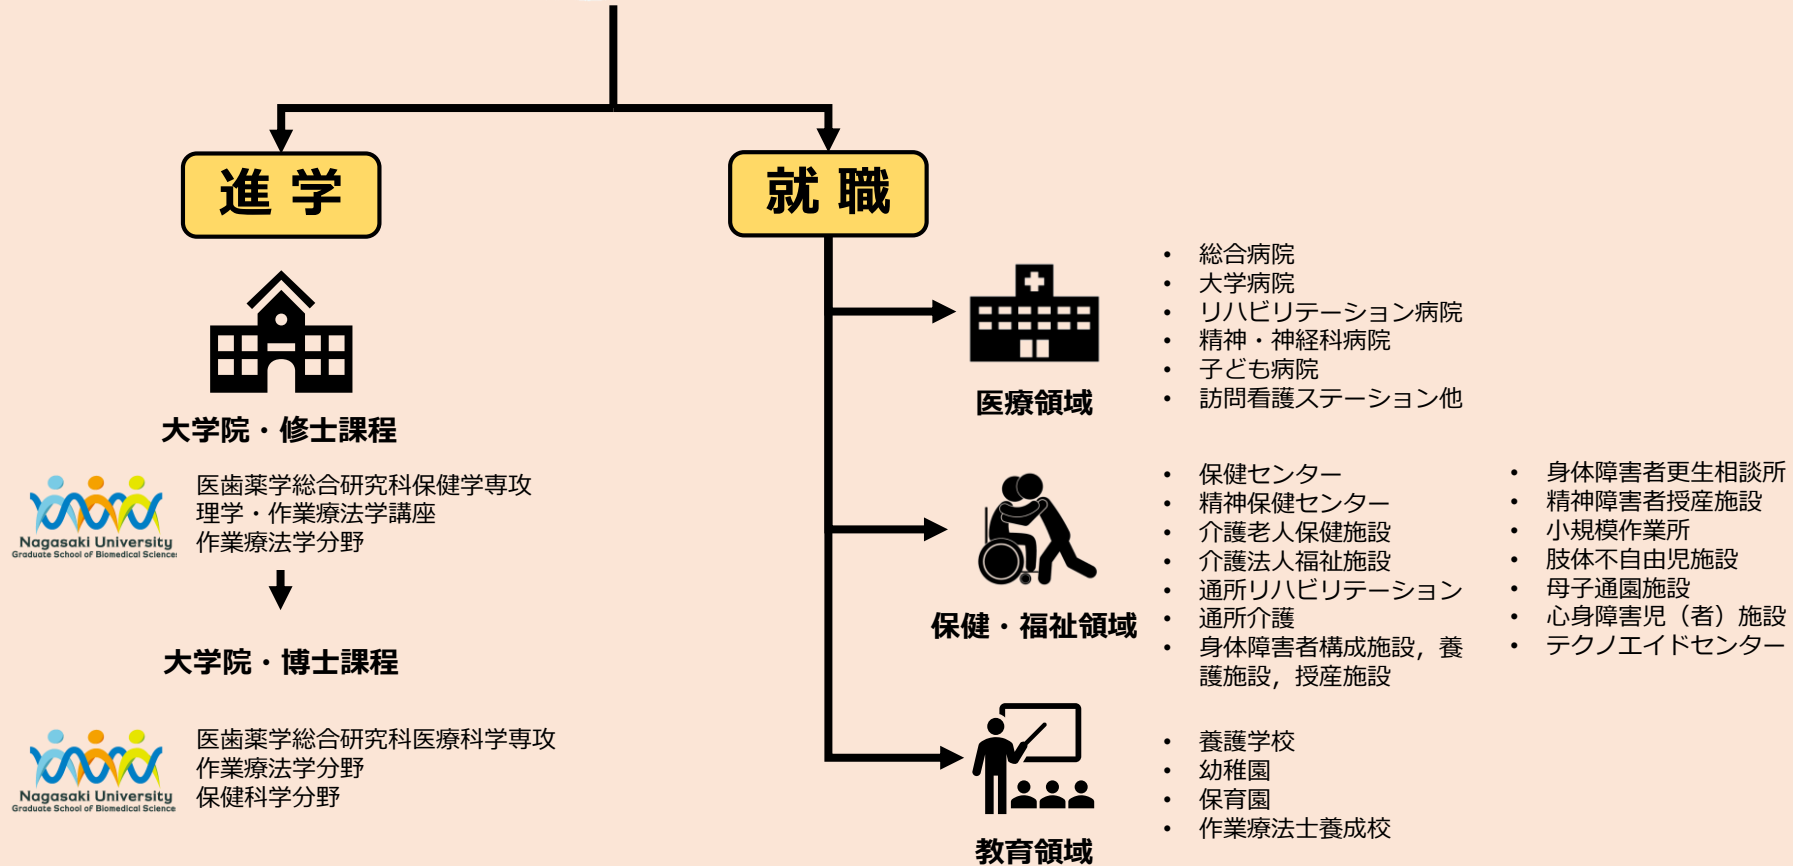 進 学
大学院・修士課程
Nagasaki University
Graduate School of Biomedical Sciences
医歯薬学総合研究科保健学専攻
理学・作業療法学講座
作業療法学分野
大学院・博士課程
Nagasaki University
Graduate School of Biomedical Science
医歯薬学総合研究科医療科学専攻
作業療法学分野
保健科学分野
就 職
医療領域
• 総合病院
• 大学病院
• リハビリテーション病院
• 精神・神経科病院
• 子ども病院
• 訪問看護ステーション他
保健・福祉領域
• 保健センター
• 精神保健センター
• 介護老人保健施設
• 介護法人福祉施設
• 通所リハビリテーション
• 通所介護
• 身体障害者構成施設，養
護施設，授産施設
• 身体障害者更生相談所
• 精神障害者授産施設
• 小規模作業所
• 肢体不自由児施設
• 母子通園施設
• 心身障害児（者）施設
• テクノエイドセンター
教育領域
• 養護学校
• 幼稚園
• 保育園
• 作業療法士養成校